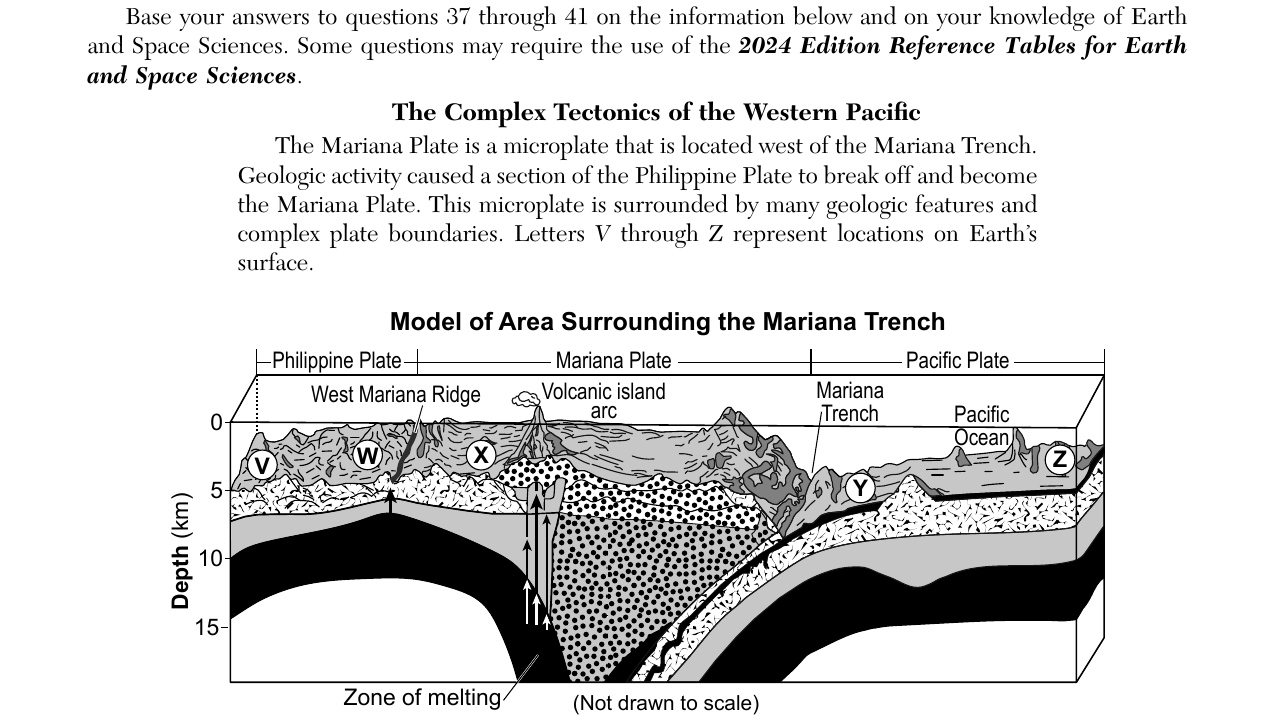 Base your answers to questions 37 through 41 on the information below and on your knowledge of Earth
and Space Sciences. Some questions may require the use of the 2024 Edition Reference Tables for Earth
and Space Sciences.
The Complex Tectonics of the Western Pacific
The Mariana Plate is a microplate that is located west of the Mariana Trench.
Geologic activity caused a section of the Philippine Plate to break off and become
the Mariana Plate. This microplate is surrounded by many geologic features and
complex plate boundaries. Letters V through Z represent locations on Earth’s
surface.
Model of Area Surrounding the Mariana Trench
Philippine Plate
Mariana Plate
Pacific Plate
West Mariana Ridge
Volcanic island
arc
Mariana
Trench
Pacific
Ocean
0
5
10
15
Depth (km)
V
W
X
Y
Z
Zone of melting
(Not drawn to scale)